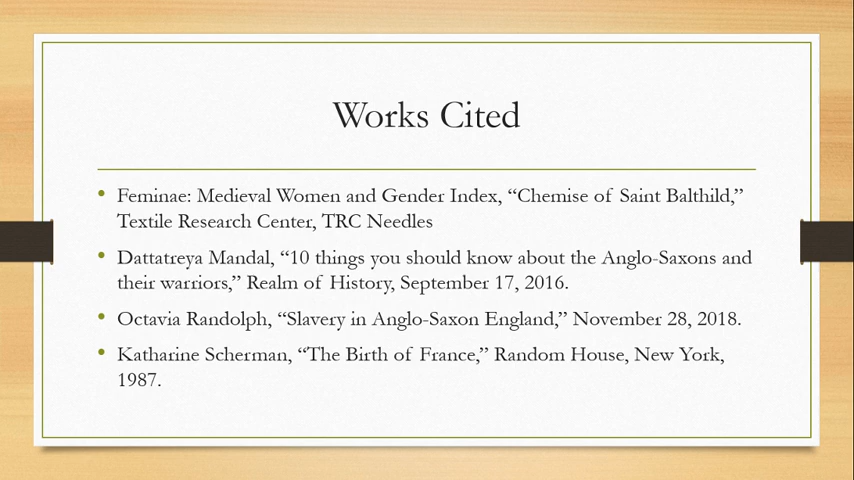 Works Cited
• Feminae: Medieval Women and Gender Index, “Chemise of Saint Balthild,”
Textile Research Center, TRC Needles
• Dattatreya Mandal, “10 things you should know about the Anglo-Saxons and
their warriors,” Realm of History, September 17, 2016.
• Octavia Randolph, “Slavery in Anglo-Saxon England,” November 28, 2018.
• Katharine Scherman, “The Birth of France,” Random House, New York,
1987.